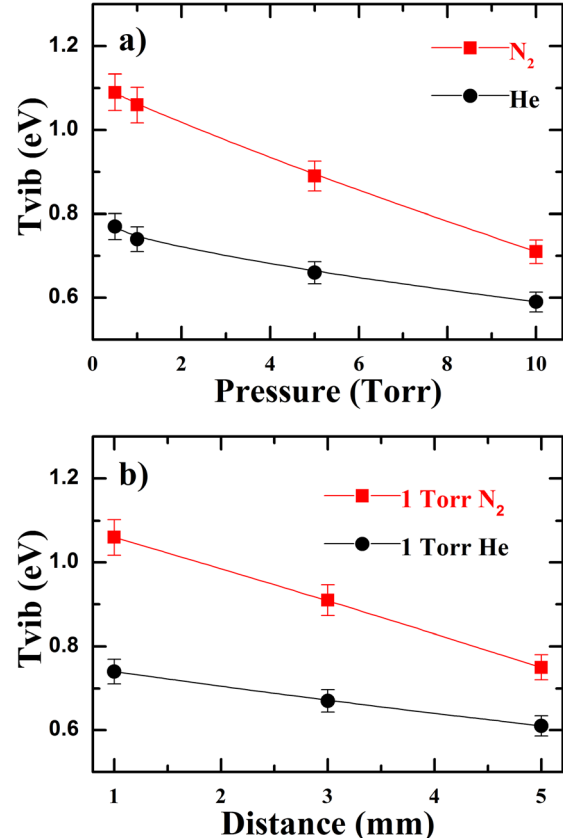 a)
N₂
He
1.2
1.0
0.8
0.6
Tvib (eV)
0 2 4 6 8 10
Pressure (Torr)
b)
1 Torr N₂
1 Torr He
1.2
1.0
0.8
0.6
Tvib (eV)
1 2 3 4 5
Distance (mm)